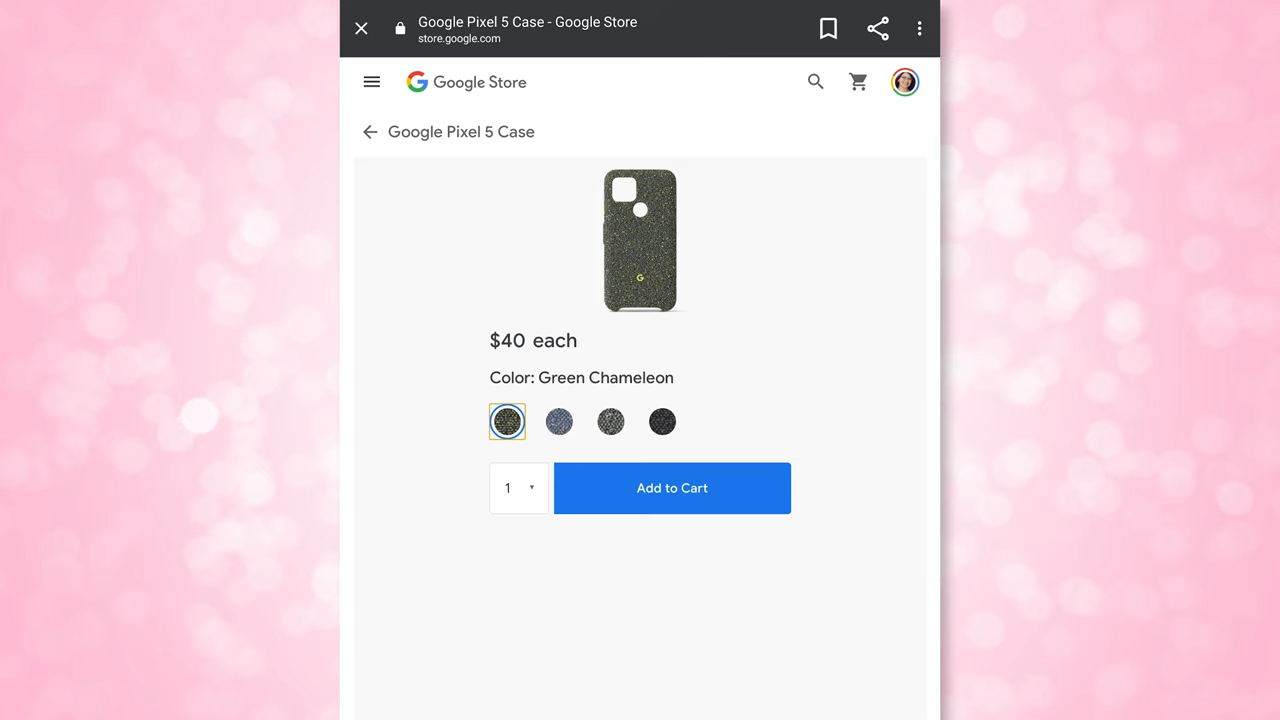 Google Pixel 5 Case - Google Store
store.google.com
Google Store
Google Pixel 5 Case
G
$40 each
Color: Green Chameleon
1
Add to Cart